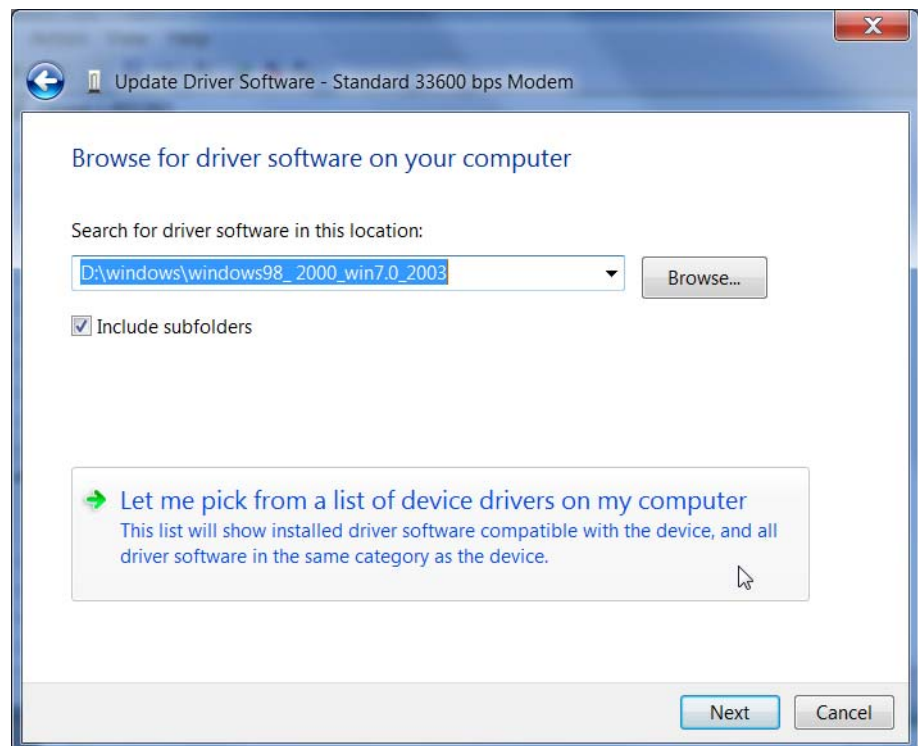 Update Driver Software - Standard 33600 bps Modem
Browse for driver software on your computer
Search for driver software in this location:
D:\windows\windows98_ 2000_win7.0_2003
Browse...
Include subfolders
Let me pick from a list of device drivers on my computer
This list will show installed driver software compatible with the device, and all
driver software in the same category as the device.
Next
Cancel